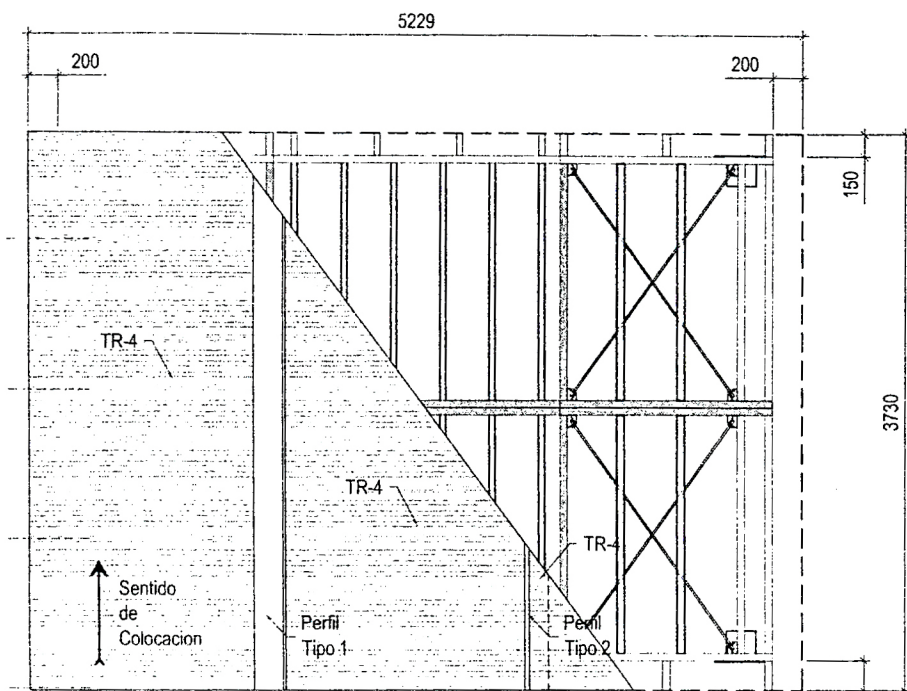 5229
200
200
150
3730
TR-4
TR-4
TR-4
Sentido
de
Colocacion
Perfil
Tipo 1
Perfil
Tipo 2